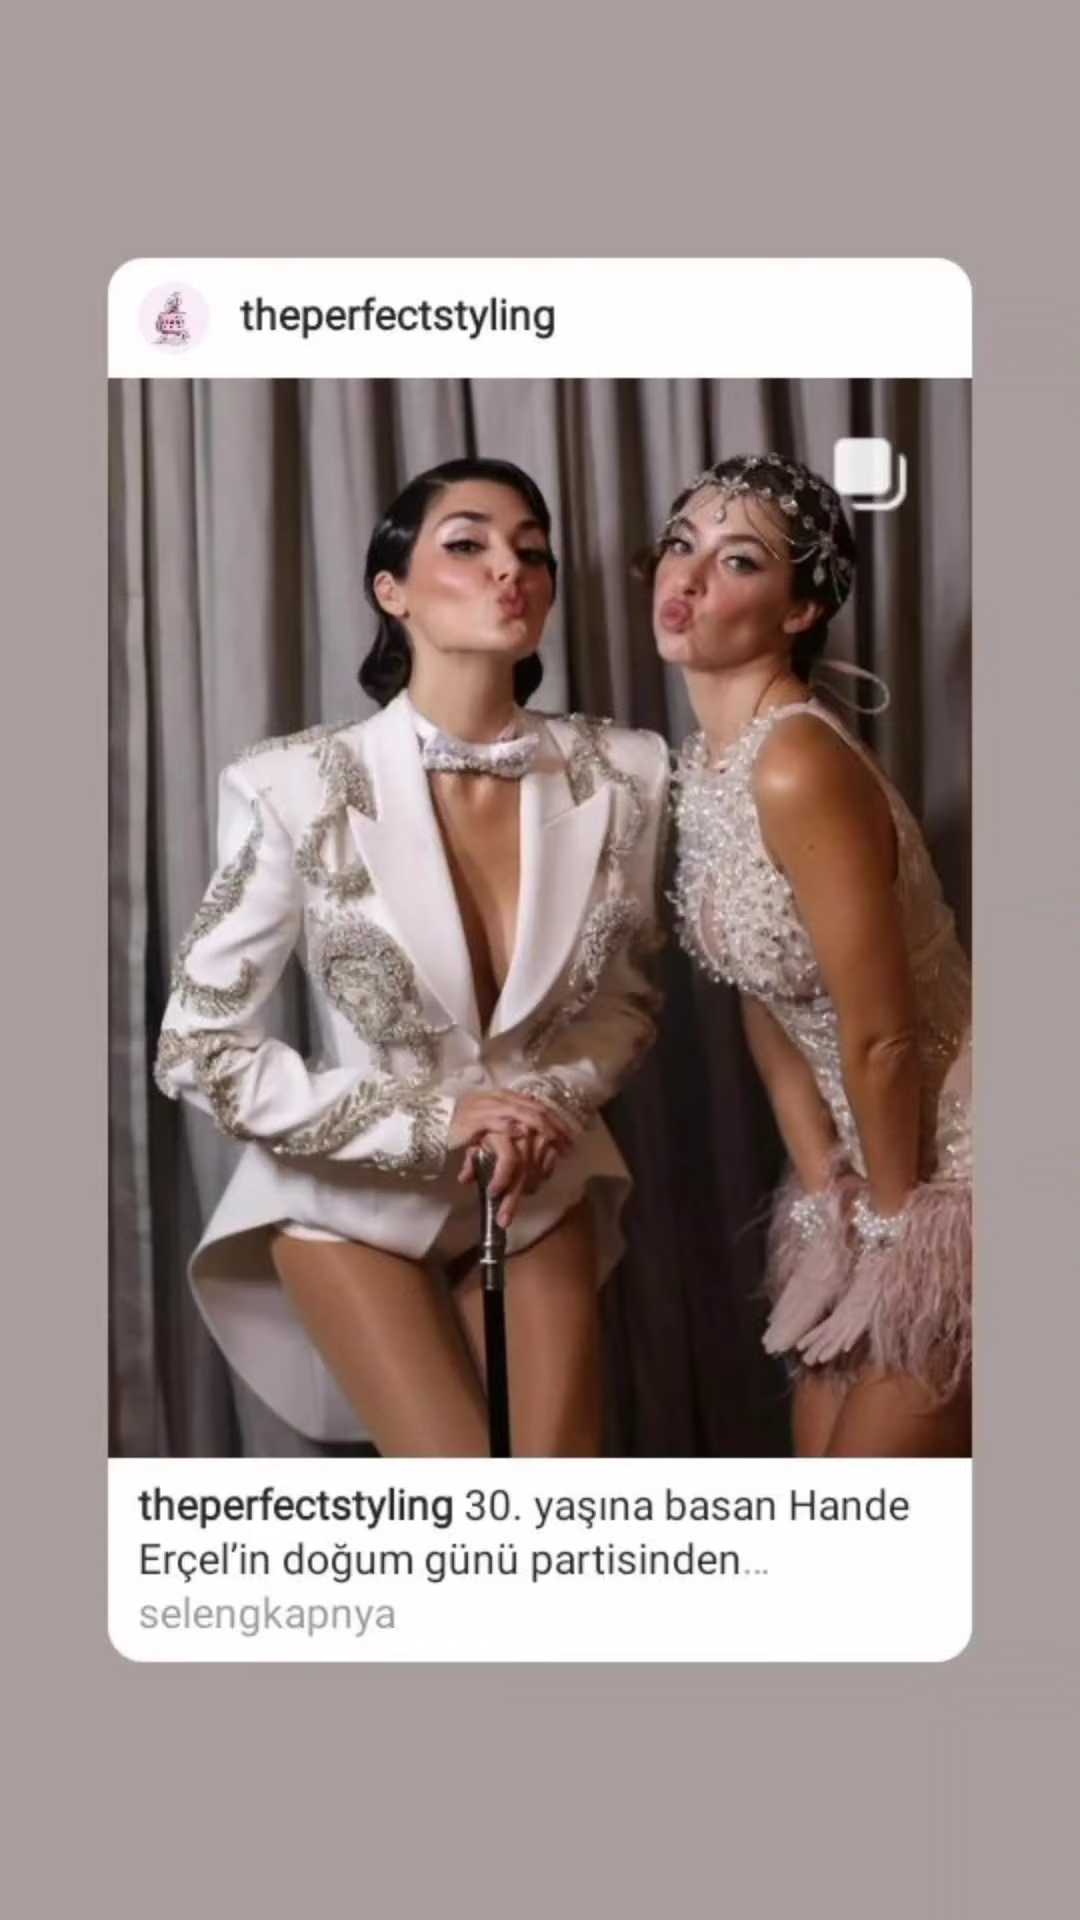 theperfectstyling
theperfectstyling 30. yaşına basan Hande
Erçel’in doğum günü partisinden...
selengkapnya